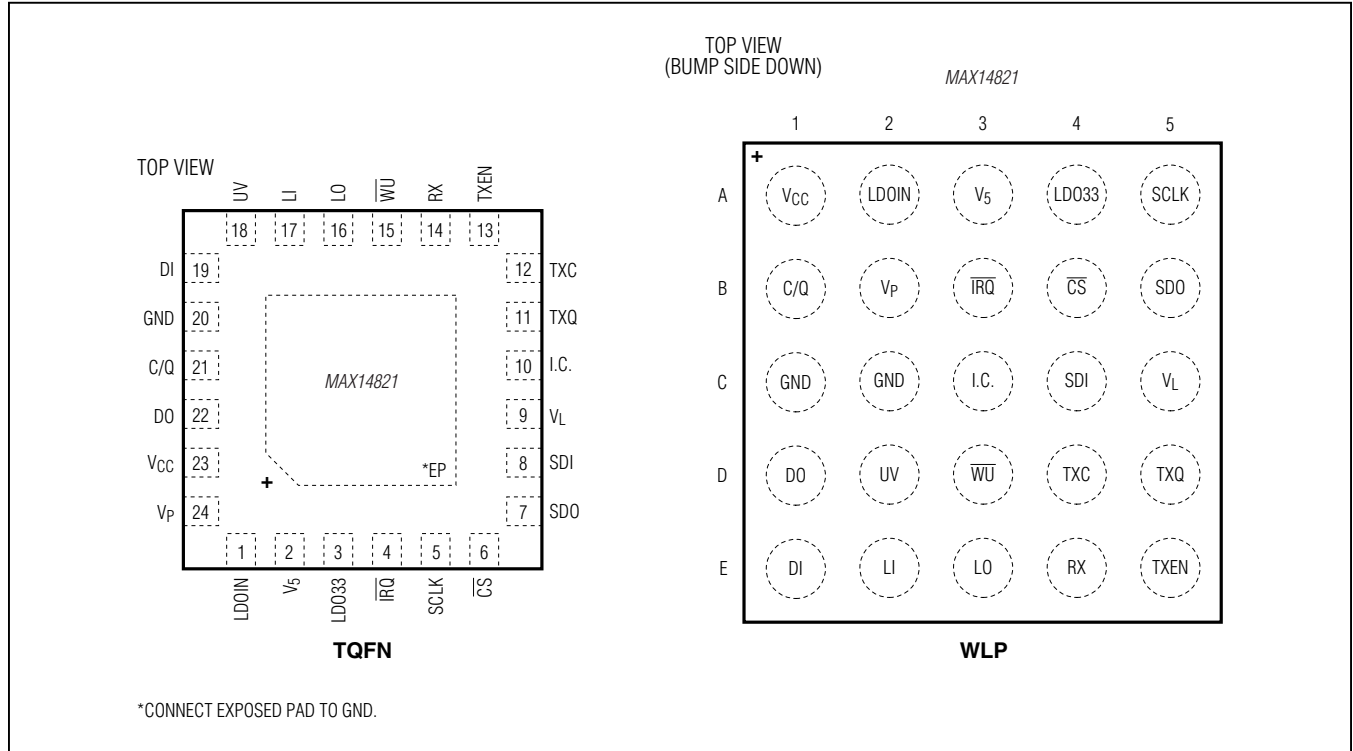 TOP VIEW
(BUMP SIDE DOWN)
MAX14821
1 2 3 4 5
+
A VCC LDOIN V5 LDO33 SCLK
B C/Q VP IRQ CS SDO
C GND GND I.C. SDI VL
D DO UV WU TXC TXQ
E DI LI LO RX TXEN
WLP
TOP VIEW
UV LI LO WU RX TXEN
18 17 16 15 14 13
DI 19 12 TXC
GND 20 11 TXQ
C/Q 21 10 I.C.
DO 22 9 VL
VCC 23 8 SDI
VP 24 7 SDO
MAX14821
*EP
+
1 2 3 4 5 6
LDOIN V5 LDO33 IRQ SCLK CS
TQFN
*CONNECT EXPOSED PAD TO GND.